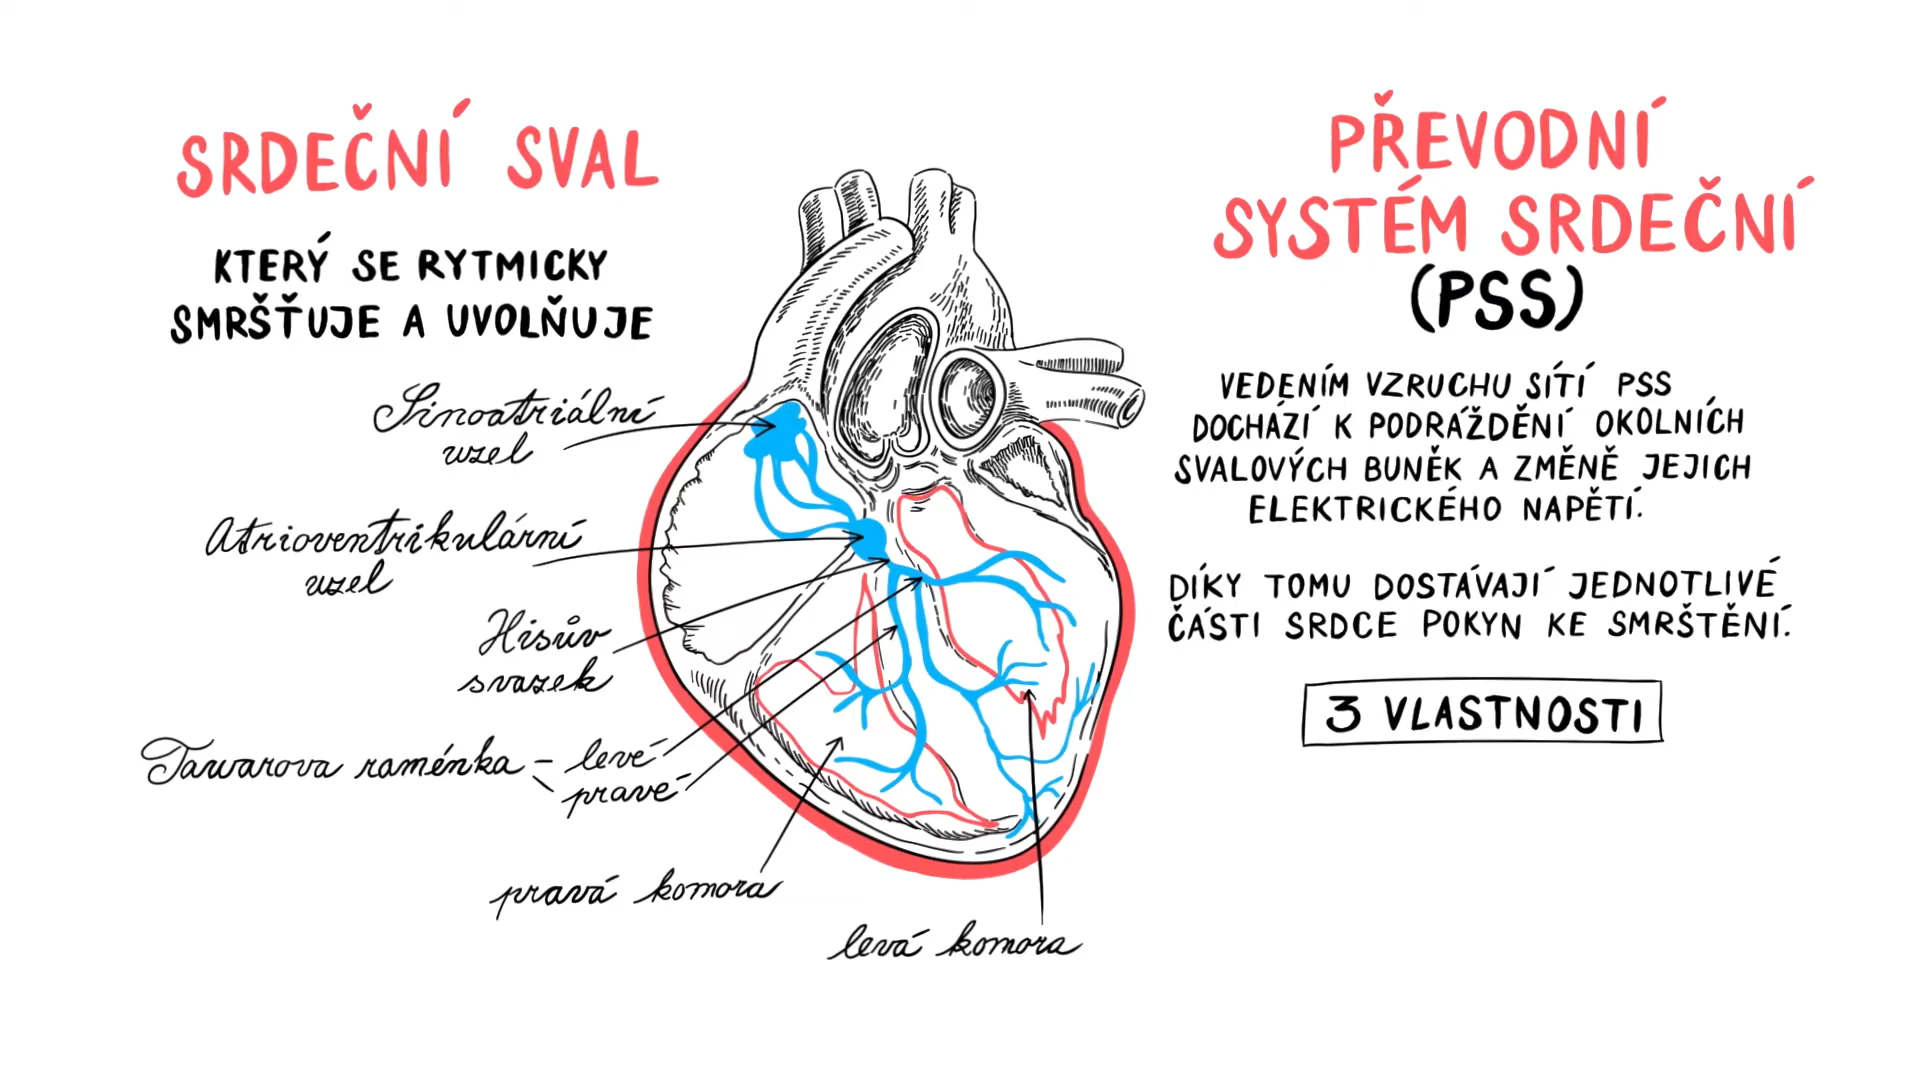 SRDEČNÍ SVAL
KTERÝ SE RYTMICKY
SMRŠŤUJE A UVOLŇUJE
Sinoatriální
uzel
Atrioventrikulární
uzel
Hisův
svazek
Tawarova raménka – levé
pravé
pravá komora
levá komora
PŘEVODNÍ
SYSTÉM SRDEČNÍ
(PSS)
VEDENÍM VZRUCHU SÍTÍ PSS
DOCHÁZÍ K PODRÁŽDĚNÍ OKOLNÍCH
SVALOVÝCH BUNĚK A ZMĚNĚ JEJICH
ELEKTRICKÉHO NAPĚTÍ.
DÍKY TOMU DOSTÁVAJÍ JEDNOTLIVÉ
ČÁSTI SRDCE POKYN KE SMRŠTĚNÍ.
3 VLASTNOSTI